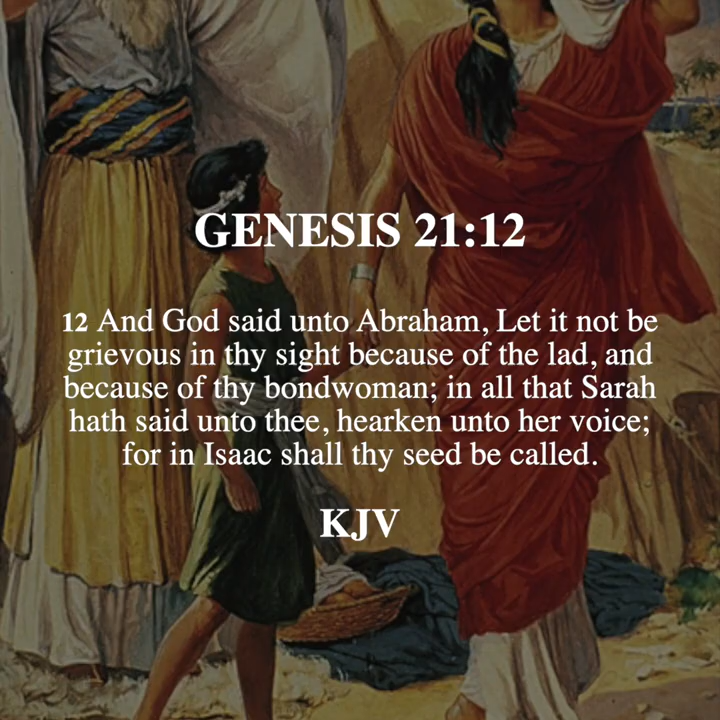 GENESIS 21:12
12 And God said unto Abraham, Let it not be
grievous in thy sight because of the lad, and
because of thy bondwoman; in all that Sarah
hath said unto thee, hearken unto her voice;
for in Isaac shall thy seed be called.
KJV